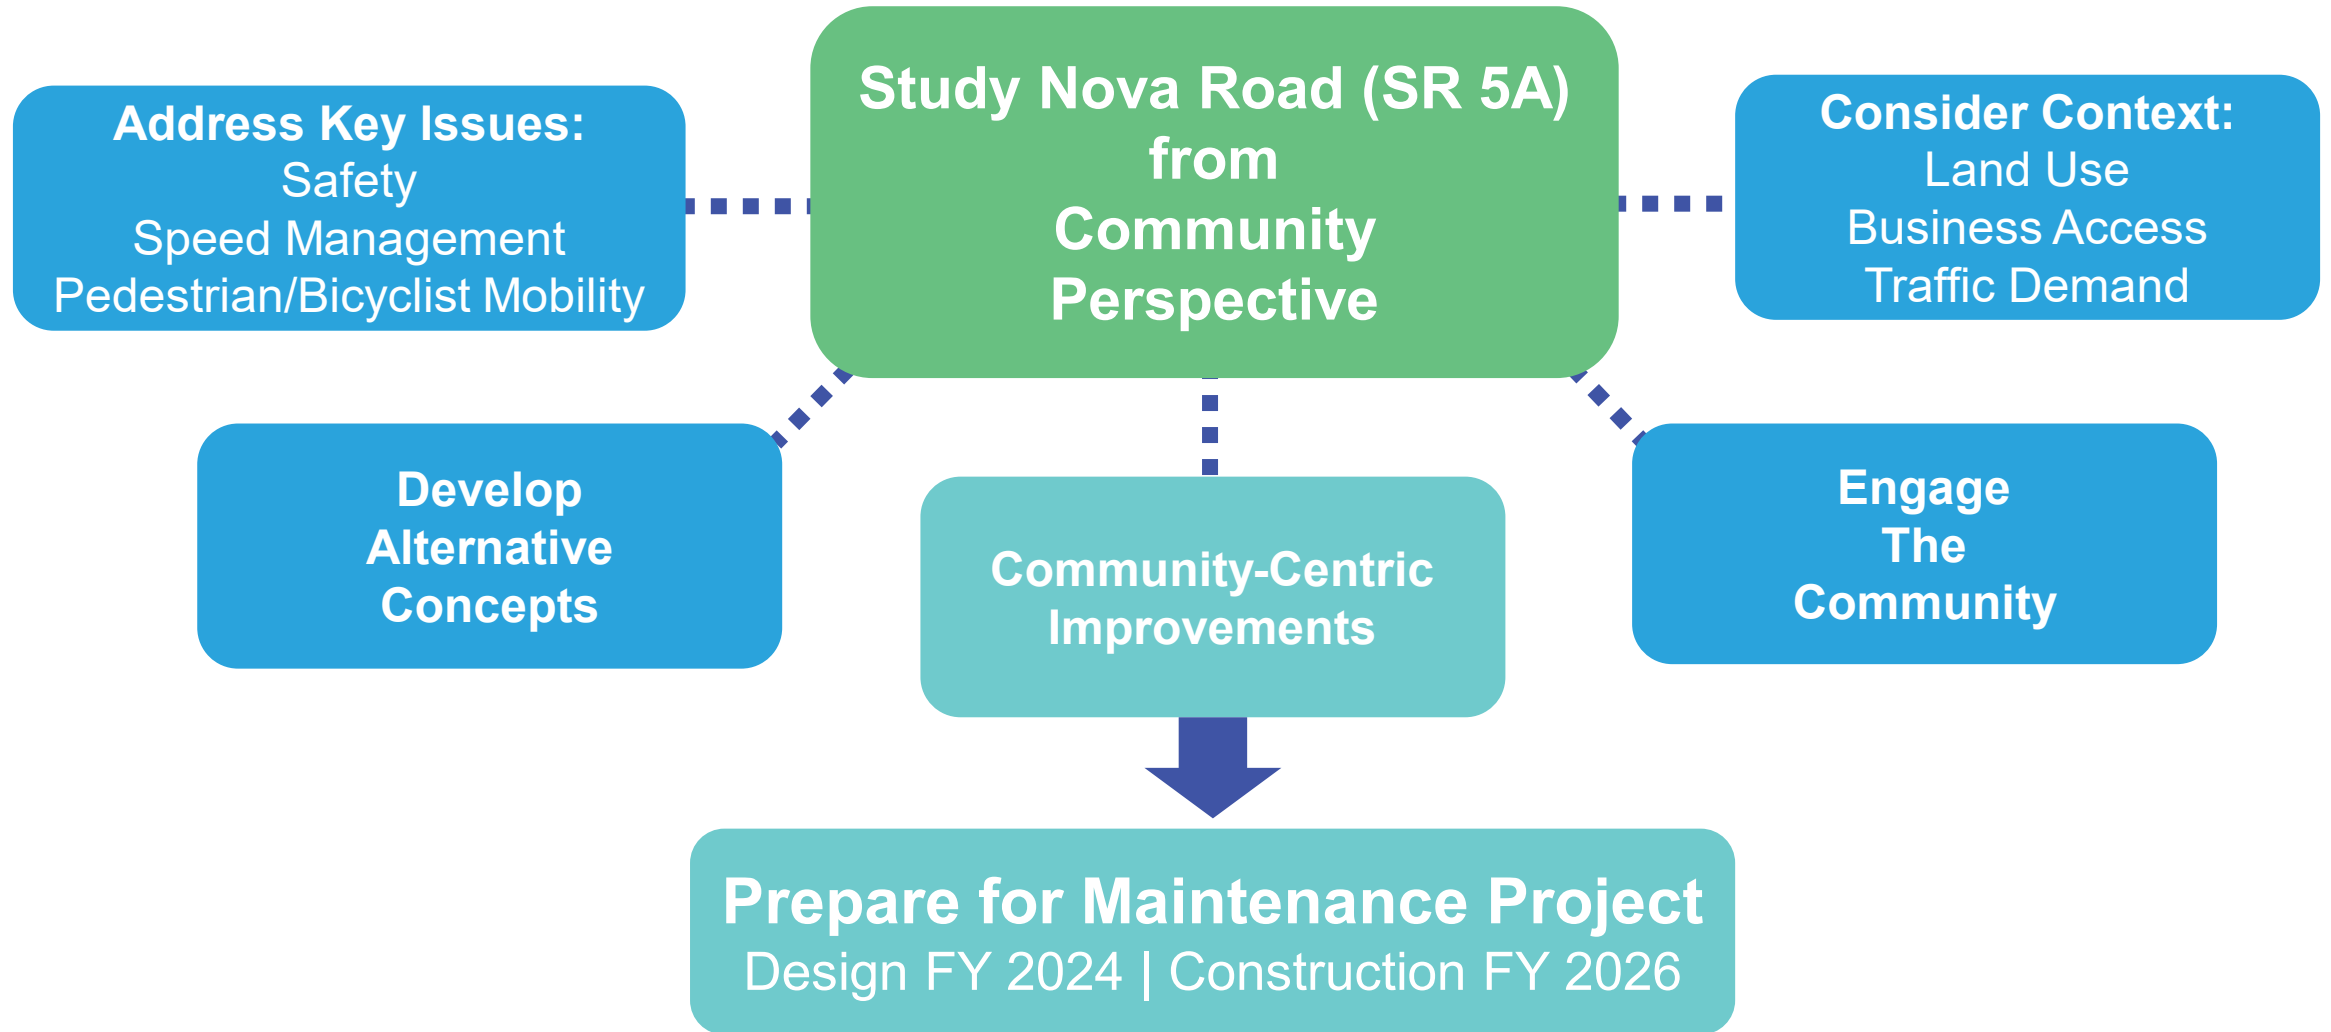 Study Nova Road (SR 5A)
from
Community
Perspective
Address Key Issues:
Safety
Speed Management
Pedestrian/Bicyclist Mobility
Consider Context:
Land Use
Business Access
Traffic Demand
Develop
Alternative
Concepts
Community-Centric
Improvements
Engage
The
Community
Prepare for Maintenance Project
Design FY 2024 | Construction FY 2026